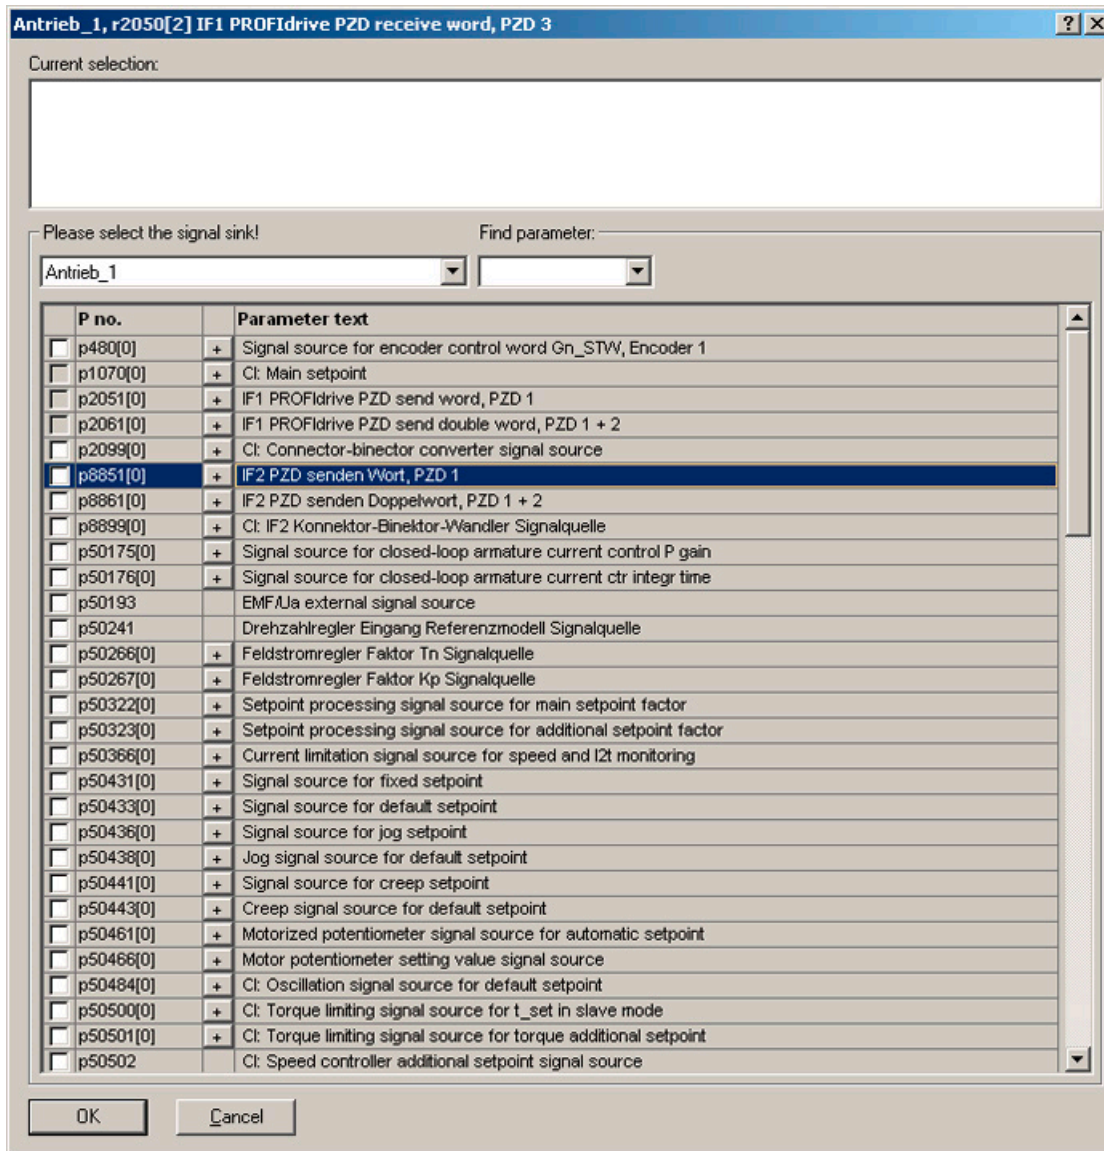 Antrieb_1, r2050[2] IF1 PROFIdrive PZD receive word, PZD 3
Current selection:
Please select the signal sink! Find parameter:
Antrieb_1
P no. Parameter text
p480[0] + Signal source for encoder control word Gn_STW, Encoder 1
p1070[0] + CI: Main setpoint
p2051[0] + IF1 PROFIdrive PZD send word, PZD 1
p2061[0] + IF1 PROFIdrive PZD send double word, PZD 1 + 2
p2099[0] + CI: Connector-binector converter signal source
p8851[0] + IF2 PZD senden Wort, PZD 1
p8861[0] + IF2 PZD senden Doppelwort, PZD 1 + 2
p8899[0] + CI: IF2 Konnektor-Binektor-Wandler Signalquelle
p50175[0] + Signal source for closed-loop armature current control P gain
p50176[0] + Signal source for closed-loop armature current ctr integr time
p50193 EMF/Ua external signal source
p50241 Drehzahlregler Eingang Referenzmodell Signalquelle
p50266[0] + Feldstromregler Faktor Tn Signalquelle
p50267[0] + Feldstromregler Faktor Kp Signalquelle
p50322[0] + Setpoint processing signal source for main setpoint factor
p50323[0] + Setpoint processing signal source for additional setpoint factor
p50366[0] + Current limitation signal source for speed and I2t monitoring
p50431[0] + Signal source for fixed setpoint
p50433[0] + Signal source for default setpoint
p50436[0] + Signal source for jog setpoint
p50438[0] + Jog signal source for default setpoint
p50441[0] + Signal source for creep setpoint
p50443[0] + Creep signal source for default setpoint
p50461[0] + Motorized potentiometer signal source for automatic setpoint
p50466[0] + Motor potentiometer setting value signal source
p50484[0] + CI: Oscillation signal source for default setpoint
p50500[0] + CI: Torque limiting signal source for t_set in slave mode
p50501[0] + CI: Torque limiting signal source for torque additional setpoint
p50502 CI: Speed controller additional setpoint signal source
OK Cancel